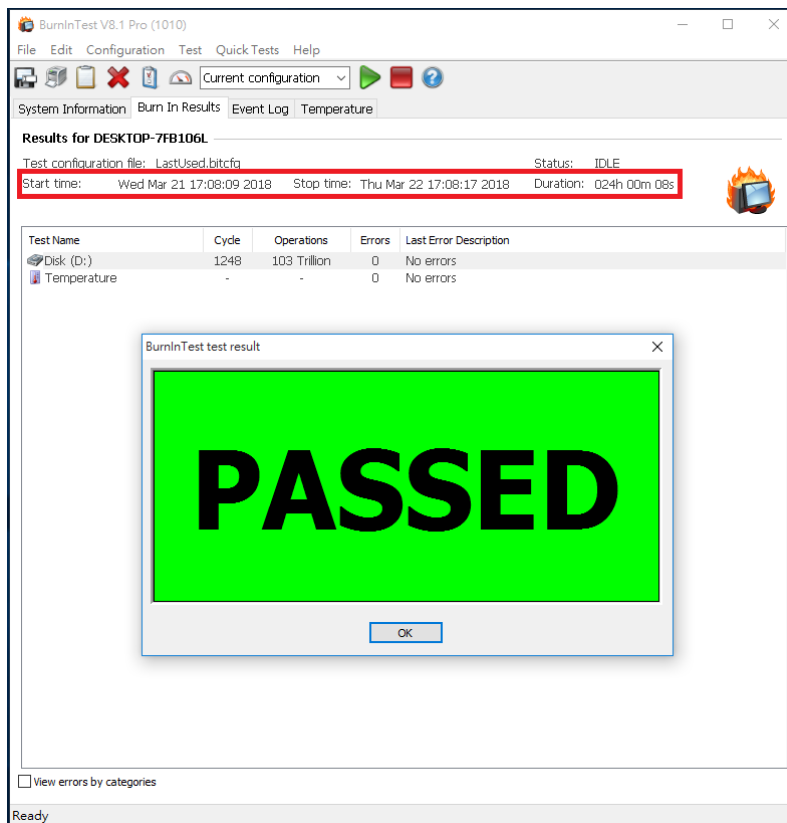 BurnInTest V8.1 Pro (1010)
File Edit Configuration Test Quick Tests Help
Current configuration
System Information Burn In Results Event Log Temperature
Results for DESKTOP-7FB106L
Test configuration file: LastUsed.bitcfg Status: IDLE
Start time: Wed Mar 21 17:08:09 2018 Stop time: Thu Mar 22 17:08:17 2018 Duration: 024h 00m 08s
Test Name Cycle Operations Errors Last Error Description
Disk (D:) 1248 103 Trillion 0 No errors
Temperature - - 0 No errors
BurnInTest test result
PASSED
OK
View errors by categories
Ready